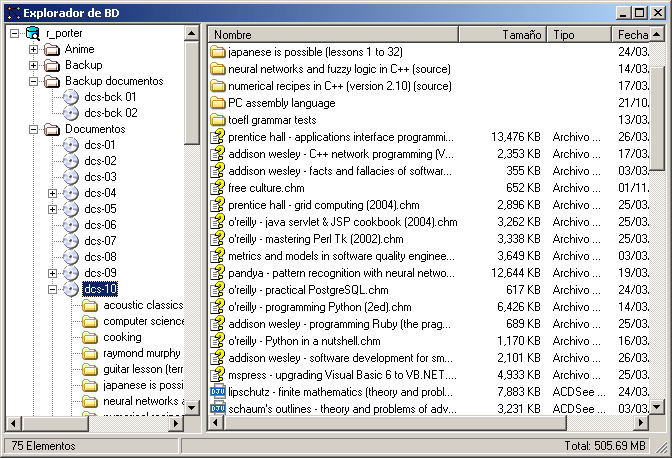 Explorador de BD
r_porter
Anime
Backup
Backup documentos
dcs-bck 01
dcs-bck 02
Documentos
dcs-01
dcs-02
dcs-03
dcs-04
dcs-05
dcs-06
dcs-07
dcs-08
dcs-09
dcs-10
acoustic classics
computer science
cooking
raymond murphy
guitar lesson (terr
japanese is possi
neural networks a
Nombre Tamaño Tipo Fecha
japanese is possible (lessons 1 to 32) 24/03
neural networks and fuzzy logic in C++ (source) 14/03
numerical recipes in C++ (version 2.10) (source) 17/03
PC assembly language 21/10
toefl grammar tests 13/03
prentice hall - applications interface programmi... 13,476 KB Archivo ... 26/03
addison wesley - C++ network programming (V... 2,353 KB Archivo ... 17/03
addison wesley - facts and fallacies of softwar... 355 KB Archivo ... 03/03
free culture.chm 652 KB Archivo ... 01/11
prentice hall - grid computing (2004).chm 2,896 KB Archivo ... 25/03
o'reilly - java servlet & JSP cookbook (2004).chm 3,262 KB Archivo ... 25/03
o'reilly - mastering Perl Tk (2002).chm 3,338 KB Archivo ... 25/03
metrics and models in software quality engineer... 3,649 KB Archivo ... 03/03
pandya - pattern recognition with neural netwo... 12,644 KB Archivo ... 19/03
o'reilly - practical PostgreSQL.chm 617 KB Archivo ... 24/03
o'reilly - programming Python (2ed).chm 6,426 KB Archivo ... 14/03
addison wesley - programming Ruby (the prag... 689 KB Archivo ... 25/03
o'reilly - Python in a nutshell.chm 1,170 KB Archivo ... 16/03
addison wesley - software development for sm... 2,101 KB Archivo ... 26/03
mspress - upgrading Visual Basic 6 to VB.NET.... 4,933 KB Archivo ... 25/03
lipschutz - finite mathematics (theory and probl... 7,883 KB ACDSee ... 24/03
schaum's outlines - theory and problems of adv... 3,231 KB ACDSee ... 03/03
75 Elementos
Total: 505.69 MB